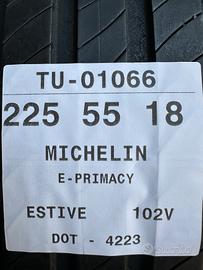 TU-01066
225 55 18
MICHELIN
E-PRIMACY
ESTIVE 102V
DOT - 4223